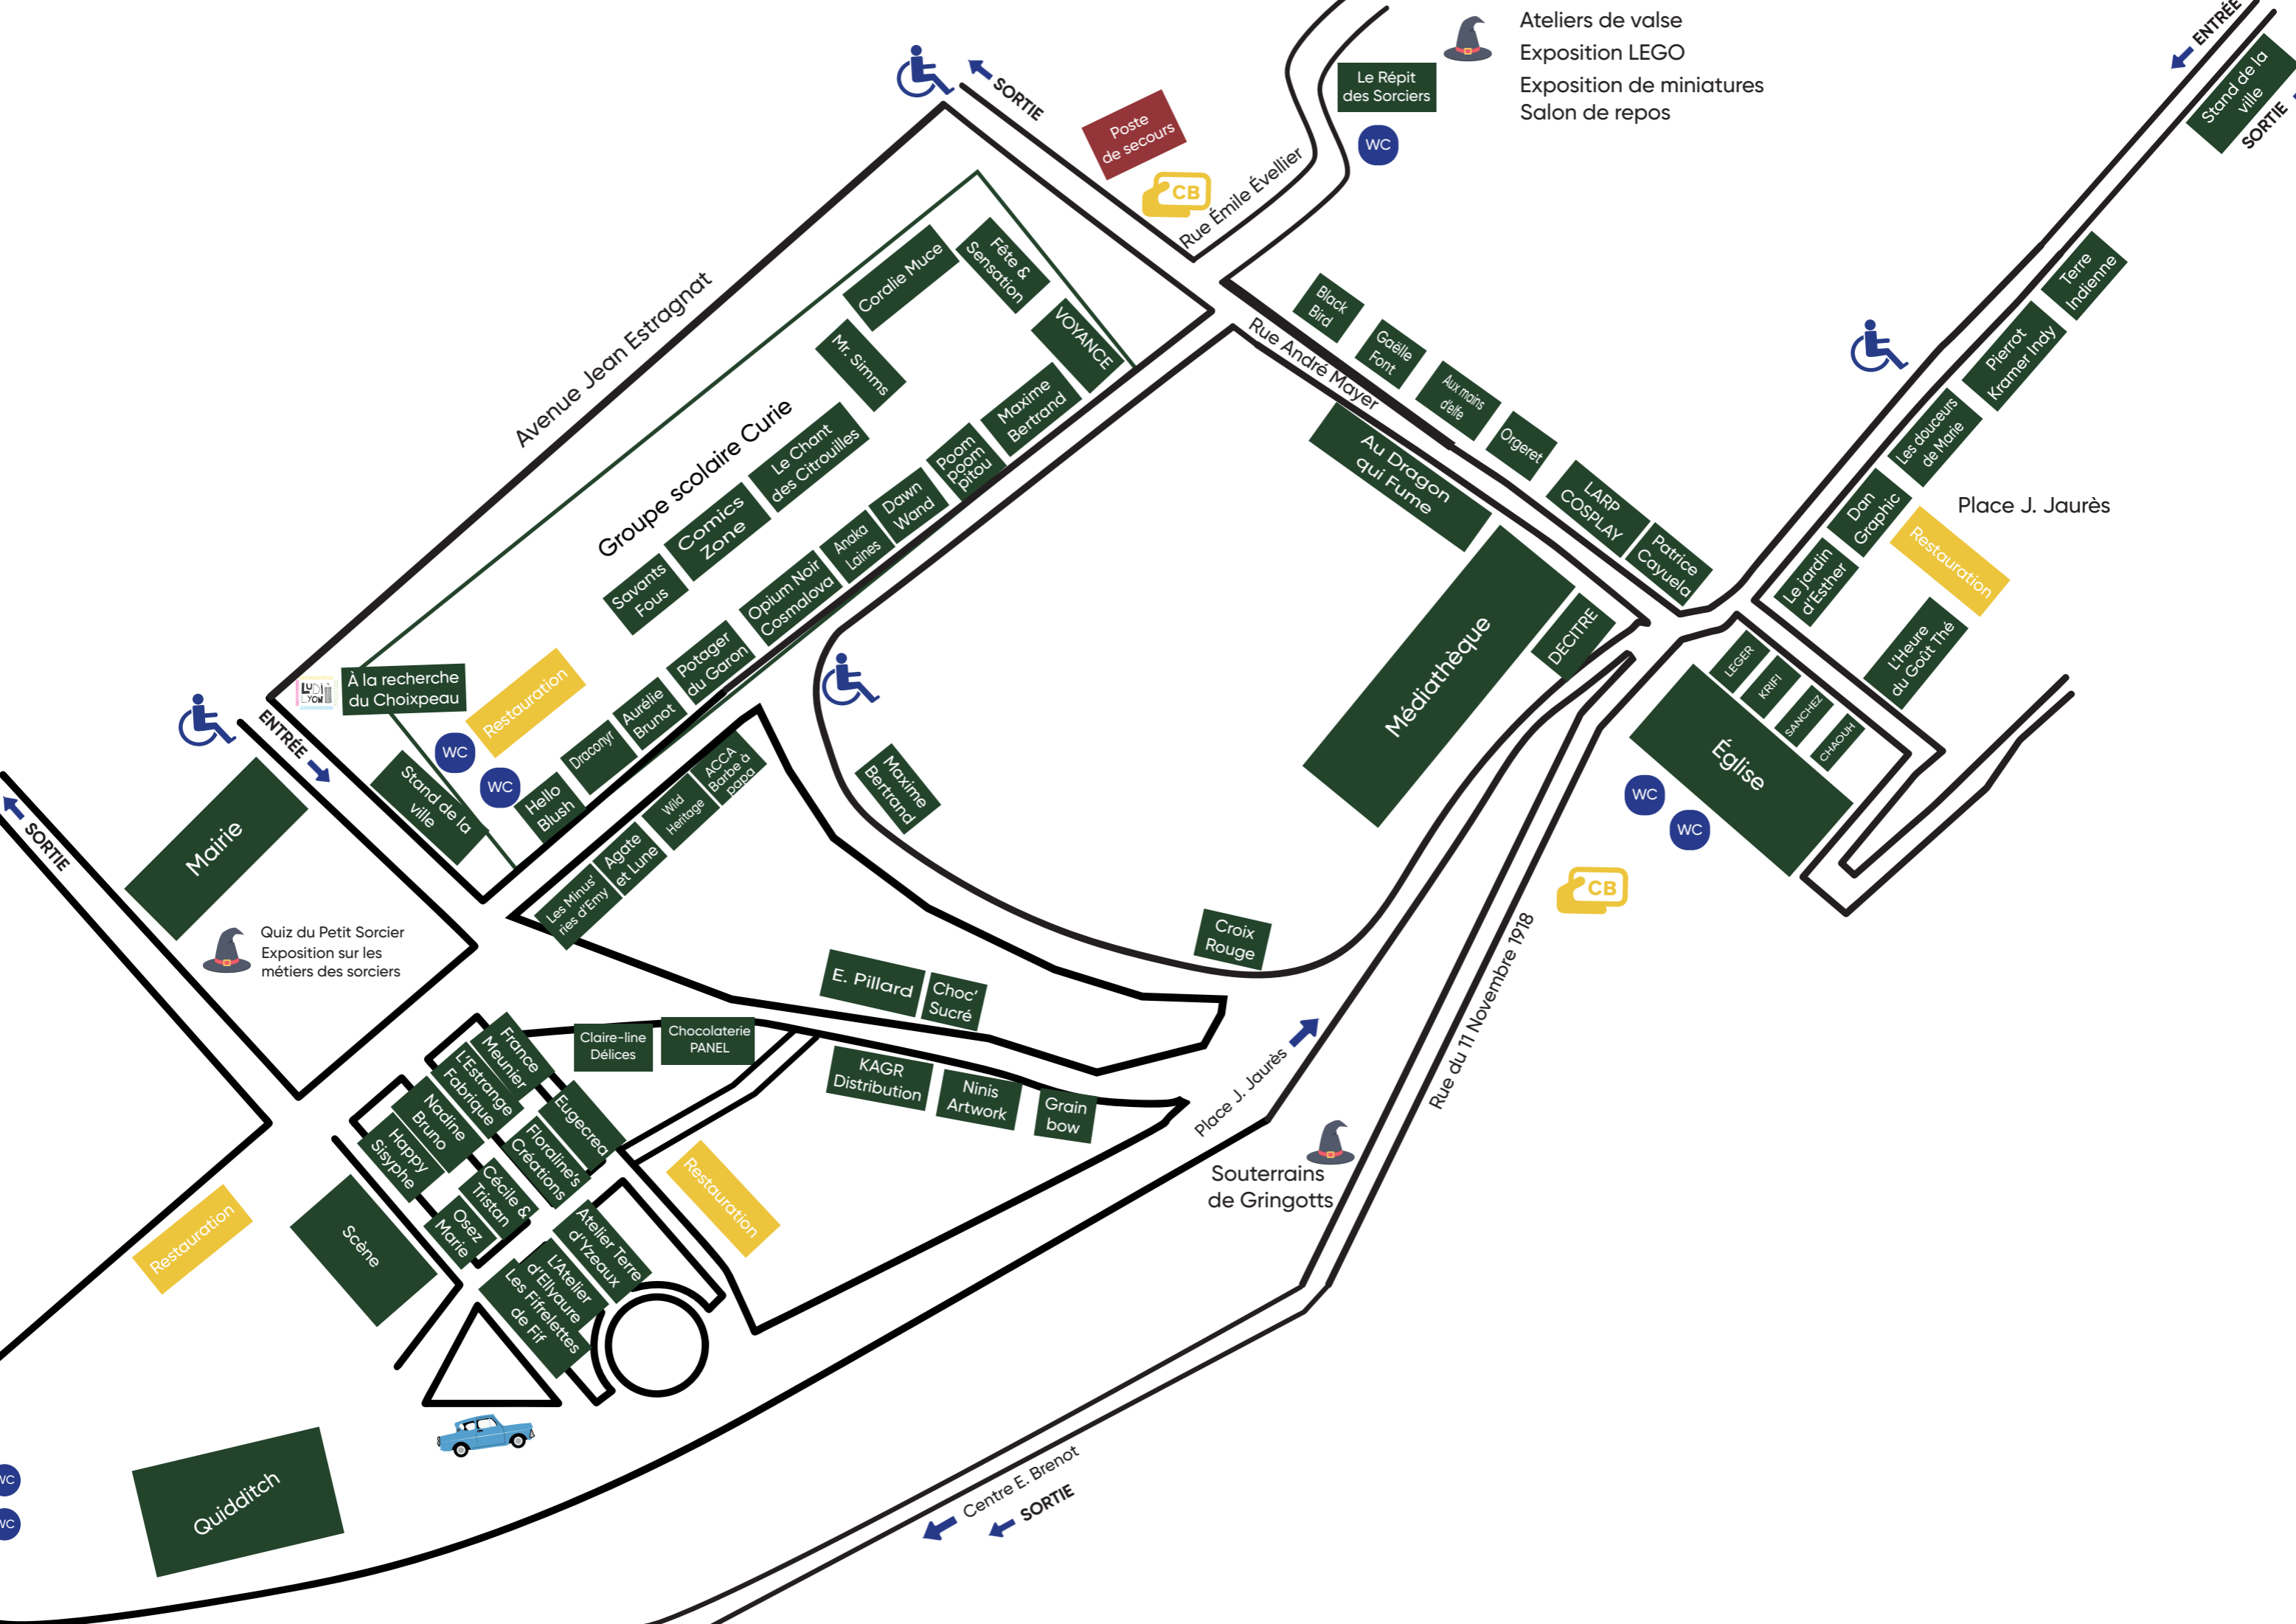 Ateliers de valse
Exposition LEGO
Exposition de miniatures
Salon de repos
Le Répit
des Sorciers
WC
ENTRÉE
Stand de la
ville
SORTIE
SORTIE
Poste
de secours
CB
Rue Émile Évellier
Avenue Jean Estragnat
Coralie Muce
Fête &
Sensation
VOYANCE
Mr. Simms
Maxime
Bertrand
Groupe scolaire Curie
Le Chant
des Citrouilles
Comics
Zone
Savants
Fous
Poom
poom
pitou
Dawn
Wand
Anaka
Laines
Opium Noir
Cosmalova
Potager
du Garon
Aurélie
Brunot
Draconyr
Hello
Blush
Restauration
LUDI
LYON
À la recherche
du Choixpeau
WC
WC
Stand de la
ville
ENTRÉE
Black
Bird
Gaëlle
Font
Aux mains
d'elfe
Orgeret
LARP
COSPLAY
Patrice
Cayuela
Rue André Mayer
Au Dragon
qui Fume
Médiathèque
DECITRE
Terre
Indienne
Pierrot
Kramer Indy
Les douceurs
de Marie
Dan
Graphic
Le jardin
d'Esther
Place J. Jaurès
Restauration
L'Heure
du Goût Thé
LEGER
KRIFI
SANCHEZ
CHAOUH
Église
WC
WC
CB
Mairie
SORTIE
Quiz du Petit Sorcier
Exposition sur les
métiers des sorciers
ACCA
Barbe à
papa
Wild
Heritage
Agate
et Lune
Les Minus'
ries d'Emy
Maxime
Bertrand
Croix
Rouge
E. Pillard
Choc'
Sucré
Claire-line
Délices
Chocolaterie
PANEL
KAGR
Distribution
Ninis
Artwork
Grain
bow
Place J. Jaurès
Rue du 11 Novembre 1918
Souterrains
de Gringotts
France
Meunier
L'Estrange
Fabrique
Nadine
Bruno
Happy
Sisyphe
Eugecrea
Floraline's
Créations
Cécile &
Tristan
Osez
Marie
Restauration
Restauration
Scène
Atelier Terre
d'Yzeaux
L'Atelier
d'Ellyaure
Les Fifrelettes
de Fif
Quidditch
WC
WC
Centre E. Brenot
SORTIE